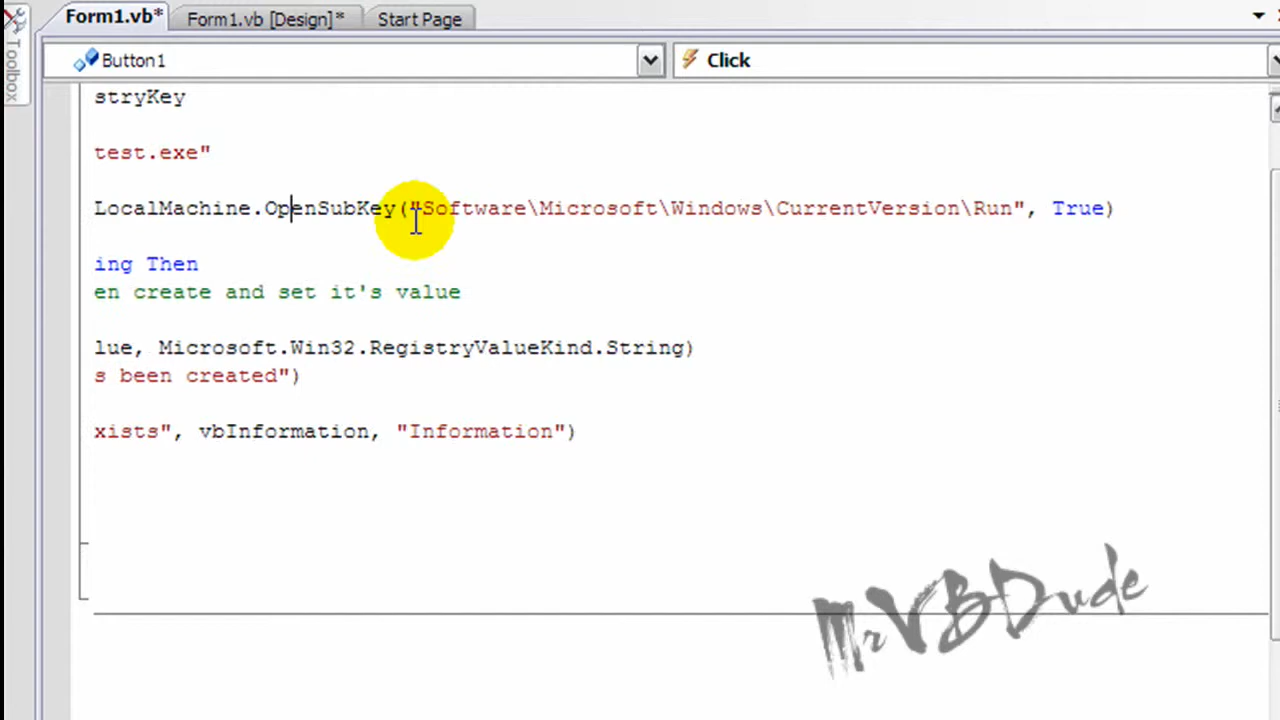 Form1.vb*
Form1.vb [Design]*
Start Page
Toolbox
Button1
Click
stryKey
test.exe"
LocalMachine.OpenSubKey("Software\Microsoft\Windows\CurrentVersion\Run", True)
ing Then
en create and set it's value
lue, Microsoft.Win32.RegistryValueKind.String)
s been created")
xists", vbInformation, "Information")
MrVBDude